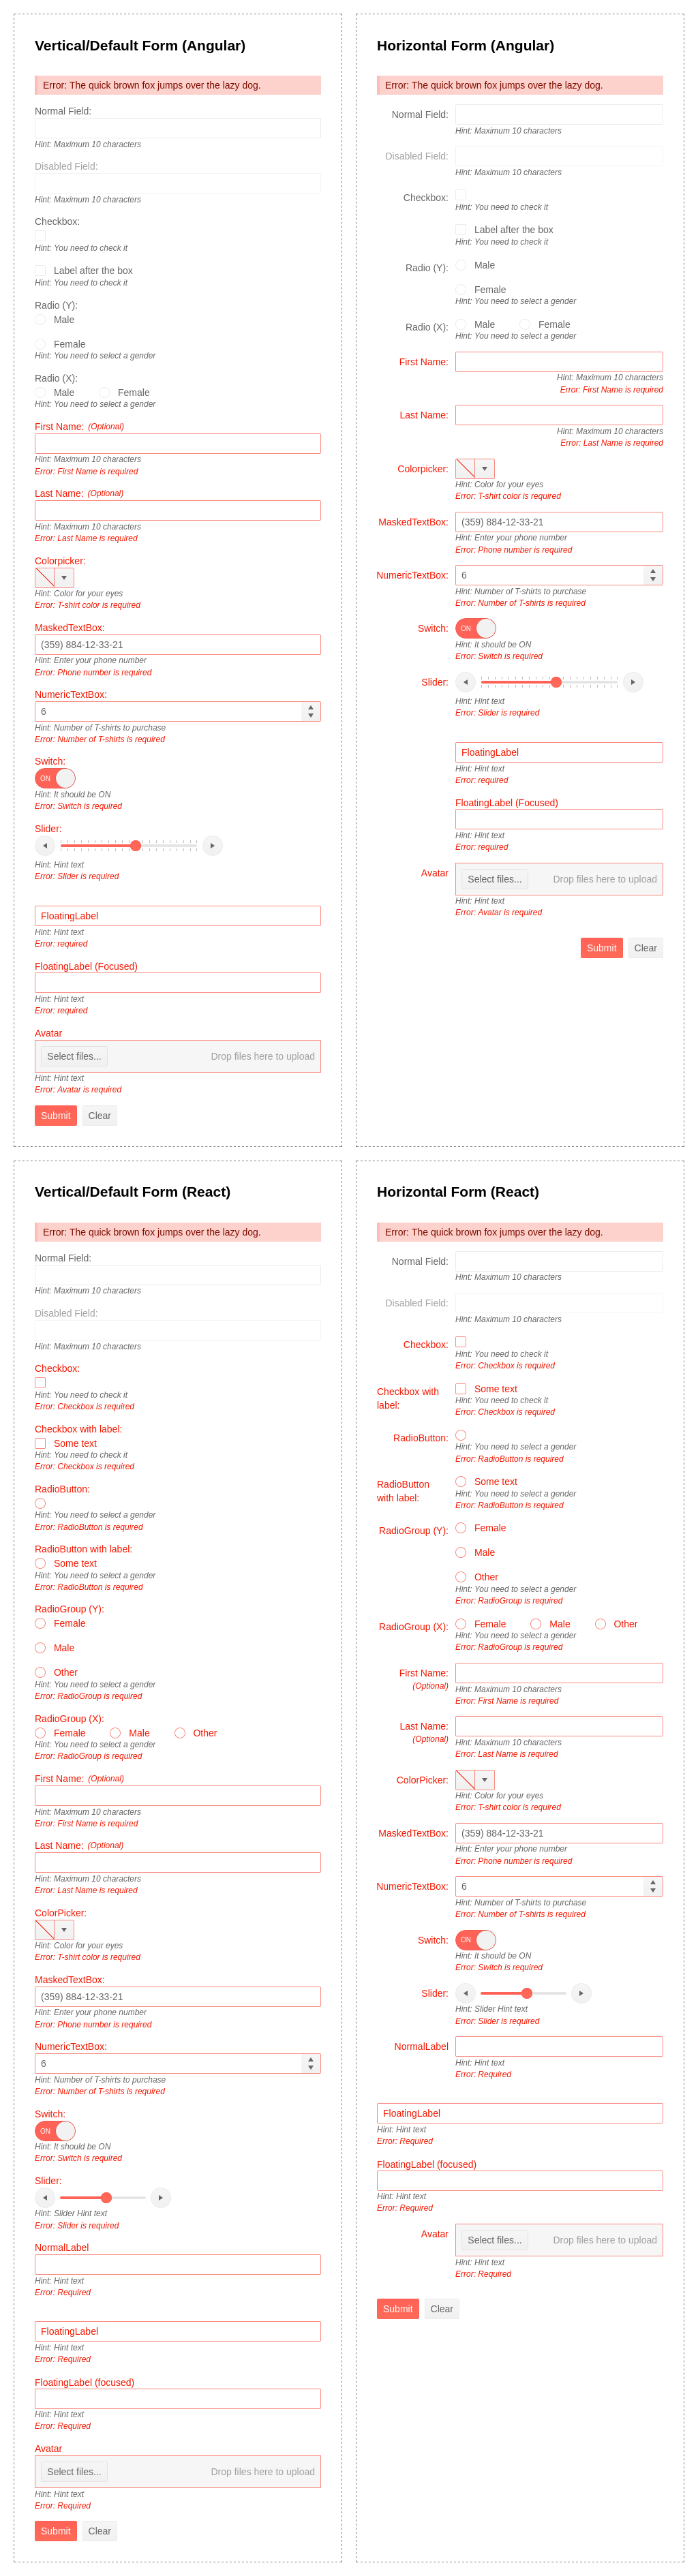 Vertical/Default Form (Angular)
Error: The quick brown fox jumps over the lazy dog.
Normal Field:
Hint: Maximum 10 characters
Disabled Field:
Hint: Maximum 10 characters
Checkbox:
Hint: You need to check it
Label after the box
Hint: You need to check it
Radio (Y):
Male
Female
Hint: You need to select a gender
Radio (X):
Male Female
Hint: You need to select a gender
First Name: (Optional)
Hint: Maximum 10 characters
Error: First Name is required
Last Name: (Optional)
Hint: Maximum 10 characters
Error: Last Name is required
Colorpicker:
Hint: Color for your eyes
Error: T-shirt color is required
MaskedTextBox:
(359) 884-12-33-21
Hint: Enter your phone number
Error: Phone number is required
NumericTextBox:
6
Hint: Number of T-shirts to purchase
Error: Number of T-shirts is required
Switch:
ON
Hint: It should be ON
Error: Switch is required
Slider:
Hint: Hint text
Error: Slider is required
FloatingLabel
Hint: Hint text
Error: required
FloatingLabel (Focused)
Hint: Hint text
Error: required
Avatar
Select files... Drop files here to upload
Hint: Hint text
Error: Avatar is required
Submit Clear
Horizontal Form (Angular)
Error: The quick brown fox jumps over the lazy dog.
Normal Field:
Hint: Maximum 10 characters
Disabled Field:
Hint: Maximum 10 characters
Checkbox:
Hint: You need to check it
Label after the box
Hint: You need to check it
Radio (Y): Male
Female
Hint: You need to select a gender
Radio (X): Male Female
Hint: You need to select a gender
First Name:
Hint: Maximum 10 characters
Error: First Name is required
Last Name:
Hint: Maximum 10 characters
Error: Last Name is required
Colorpicker:
Hint: Color for your eyes
Error: T-shirt color is required
MaskedTextBox: (359) 884-12-33-21
Hint: Enter your phone number
Error: Phone number is required
NumericTextBox: 6
Hint: Number of T-shirts to purchase
Error: Number of T-shirts is required
Switch: ON
Hint: It should be ON
Error: Switch is required
Slider:
Hint: Hint text
Error: Slider is required
FloatingLabel
Hint: Hint text
Error: required
FloatingLabel (Focused)
Hint: Hint text
Error: required
Avatar Select files... Drop files here to upload
Hint: Hint text
Error: Avatar is required
Submit Clear
Vertical/Default Form (React)
Error: The quick brown fox jumps over the lazy dog.
Normal Field:
Hint: Maximum 10 characters
Disabled Field:
Hint: Maximum 10 characters
Checkbox:
Hint: You need to check it
Error: Checkbox is required
Checkbox with label:
Some text
Hint: You need to check it
Error: Checkbox is required
RadioButton:
Hint: You need to select a gender
Error: RadioButton is required
RadioButton with label:
Some text
Hint: You need to select a gender
Error: RadioButton is required
RadioGroup (Y):
Female
Male
Other
Hint: You need to select a gender
Error: RadioGroup is required
RadioGroup (X):
Female Male Other
Hint: You need to select a gender
Error: RadioGroup is required
First Name: (Optional)
Hint: Maximum 10 characters
Error: First Name is required
Last Name: (Optional)
Hint: Maximum 10 characters
Error: Last Name is required
ColorPicker:
Hint: Color for your eyes
Error: T-shirt color is required
MaskedTextBox:
(359) 884-12-33-21
Hint: Enter your phone number
Error: Phone number is required
NumericTextBox:
6
Hint: Number of T-shirts to purchase
Error: Number of T-shirts is required
Switch:
ON
Hint: It should be ON
Error: Switch is required
Slider:
Hint: Slider Hint text
Error: Slider is required
NormalLabel
Hint: Hint text
Error: Required
FloatingLabel
Hint: Hint text
Error: Required
FloatingLabel (focused)
Hint: Hint text
Error: Required
Avatar
Select files... Drop files here to upload
Hint: Hint text
Error: Required
Submit Clear
Horizontal Form (React)
Error: The quick brown fox jumps over the lazy dog.
Normal Field:
Hint: Maximum 10 characters
Disabled Field:
Hint: Maximum 10 characters
Checkbox:
Hint: You need to check it
Error: Checkbox is required
Checkbox with
label:
Some text
Hint: You need to check it
Error: Checkbox is required
RadioButton:
Hint: You need to select a gender
Error: RadioButton is required
RadioButton
with label:
Some text
Hint: You need to select a gender
Error: RadioButton is required
RadioGroup (Y): Female
Male
Other
Hint: You need to select a gender
Error: RadioGroup is required
RadioGroup (X): Female Male Other
Hint: You need to select a gender
Error: RadioGroup is required
First Name:
(Optional)
Hint: Maximum 10 characters
Error: First Name is required
Last Name:
(Optional)
Hint: Maximum 10 characters
Error: Last Name is required
ColorPicker:
Hint: Color for your eyes
Error: T-shirt color is required
MaskedTextBox: (359) 884-12-33-21
Hint: Enter your phone number
Error: Phone number is required
NumericTextBox: 6
Hint: Number of T-shirts to purchase
Error: Number of T-shirts is required
Switch: ON
Hint: It should be ON
Error: Switch is required
Slider:
Hint: Slider Hint text
Error: Slider is required
NormalLabel
Hint: Hint text
Error: Required
FloatingLabel
Hint: Hint text
Error: Required
FloatingLabel (focused)
Hint: Hint text
Error: Required
Avatar Select files... Drop files here to upload
Hint: Hint text
Error: Required
Submit Clear